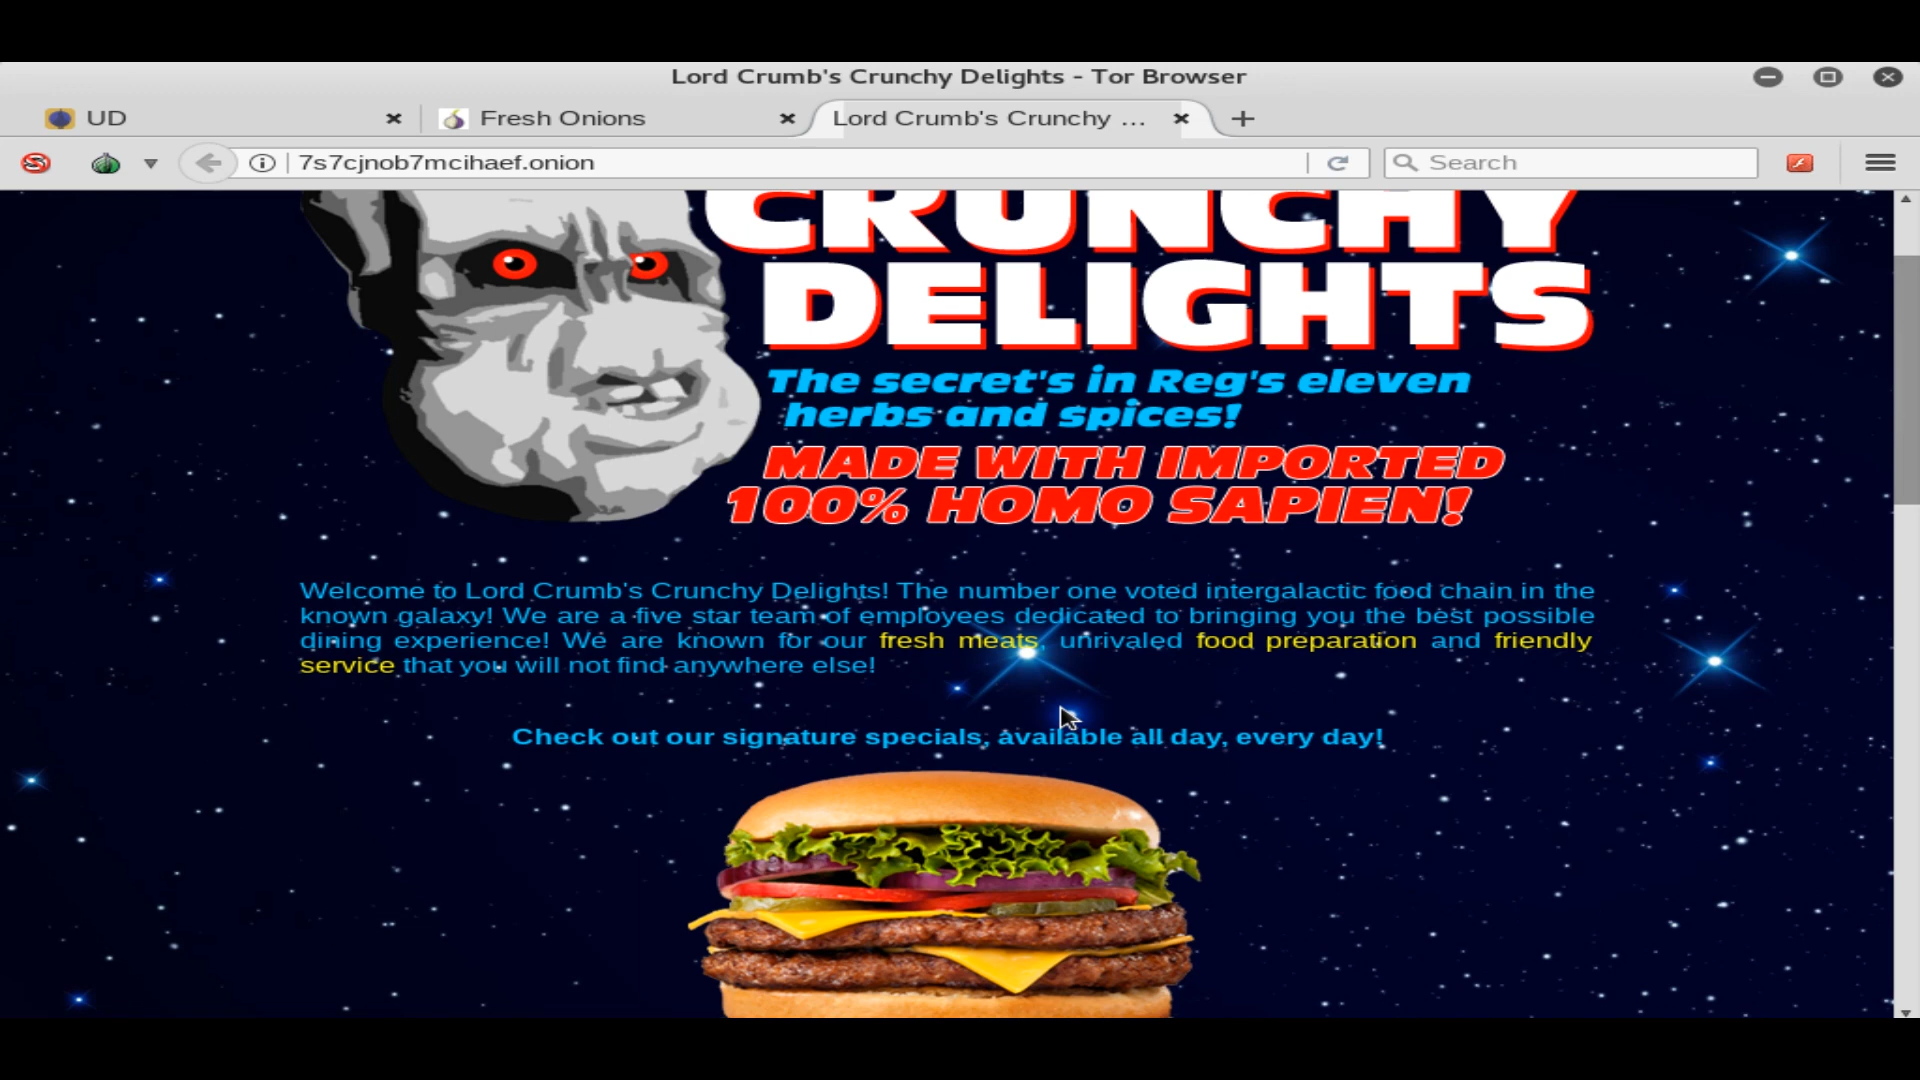 Lord Crumb's Crunchy Delights - Tor Browser
UD
Fresh Onions
Lord Crumb's Crunchy ...
7s7cjnob7mcihaef.onion
Search
CRUNCHY
DELIGHTS
The secret's in Reg's eleven
herbs and spices!
MADE WITH IMPORTED
100% HOMO SAPIEN!
Welcome to Lord Crumb's Crunchy Delights! The number one voted intergalactic food chain in the
known galaxy! We are a five star team of employees dedicated to bringing you the best possible
dining experience! We are known for our fresh meats, unrivaled food preparation and friendly
service that you will not find anywhere else!
Check out our signature specials, available all day, every day!